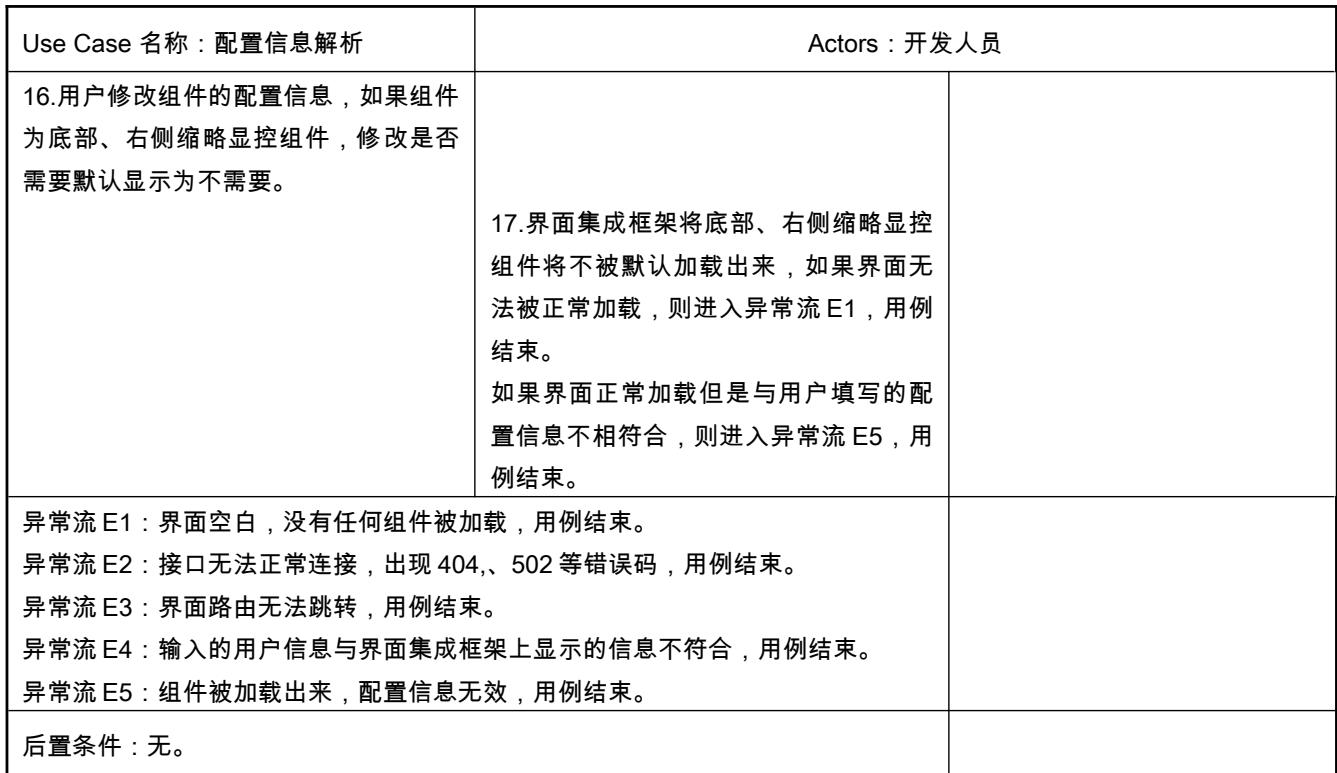 Use Case 名称：配置信息解析
Actors：开发人员
16.用户修改组件的配置信息，如果组件
为底部、右侧缩略显控组件，修改是否
需要默认显示为不需要。
17.界面集成框架将底部、右侧缩略显控
组件将不被默认加载出来，如果界面无
法被正常加载，则进入异常流 E1，用例
结束。
如果界面正常加载但是与用户填写的配
置信息不相符合，则进入异常流 E5，用
例结束。
异常流 E1：界面空白，没有任何组件被加载，用例结束。
异常流 E2：接口无法正常连接，出现 404,、502 等错误码，用例结束。
异常流 E3：界面路由无法跳转，用例结束。
异常流 E4：输入的用户信息与界面集成框架上显示的信息不符合，用例结束。
异常流 E5：组件被加载出来，配置信息无效，用例结束。
后置条件：无。